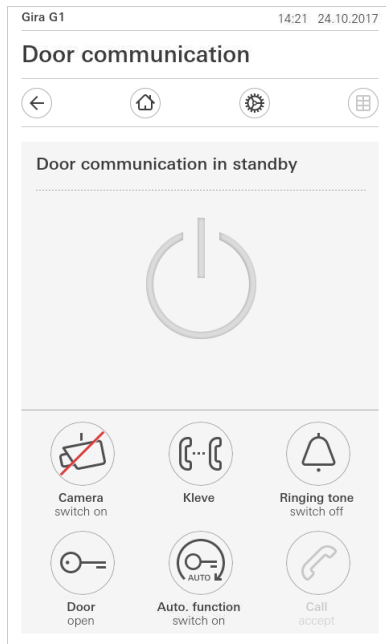 Gira G1
14:21 24.10.2017
Door communication
Door communication in standby
Camera
switch on
Kleve
Ringing tone
switch off
Door
open
AUTO
Auto. function
switch on
Call
accept